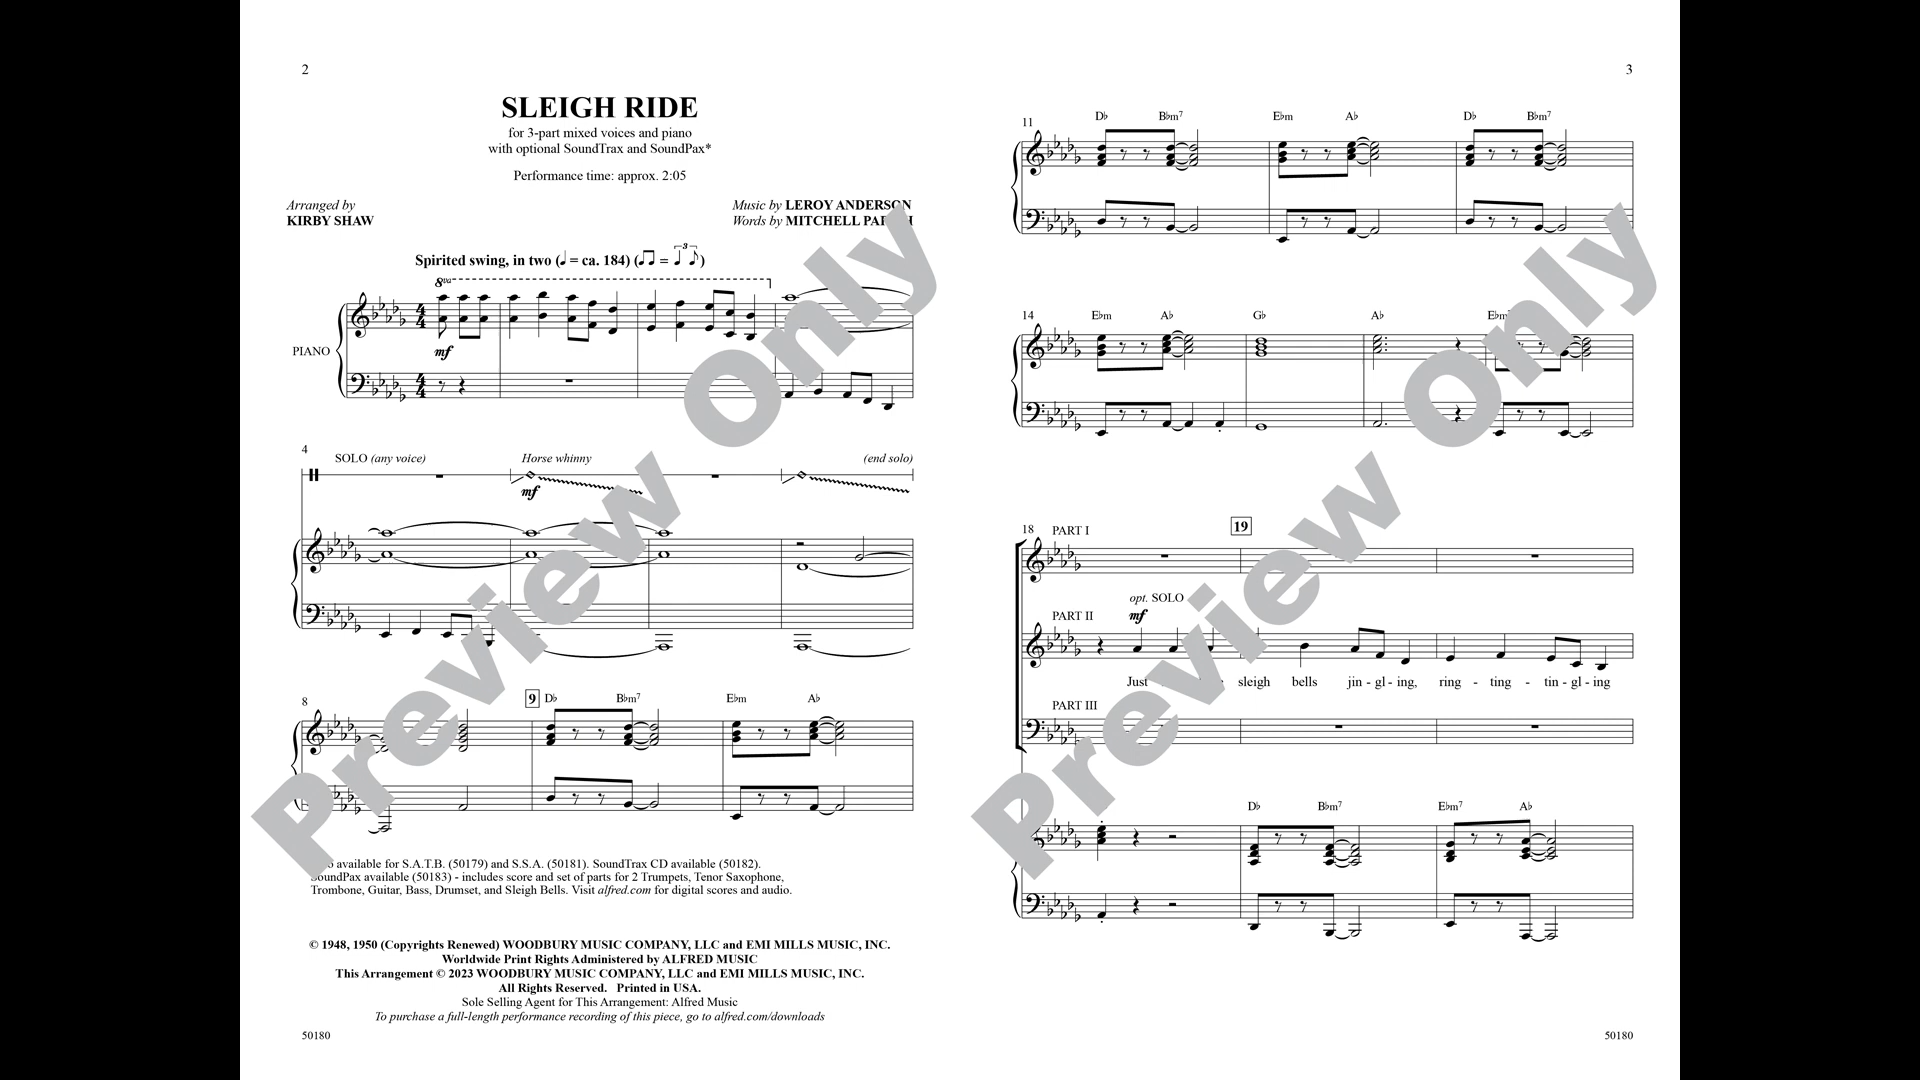 2
SLEIGH RIDE
for 3-part mixed voices and piano
with optional SoundTrax and SoundPax*
Performance time: approx. 2:05
Arranged by
KIRBY SHAW
Music by LEROY ANDERSON
Words by MITCHELL
Spirited swing, in two (♩ = ca. 184) (♫ = ♩ ♪)
3
8va
PIANO
mf
4
SOLO (any voice)
Horse whinny
(end solo)
mf
8
9
D♭ B♭m7 E♭m A♭
available for S.A.T.B. (50179) and S.S.A. (50181). SoundTrax CD available (50182).
SoundPax available (50183) - includes score and set of parts for 2 Trumpets, Tenor Saxophone,
Trombone, Guitar, Bass, Drumset, and Sleigh Bells. Visit alfred.com for digital scores and audio.
© 1948, 1950 (Copyrights Renewed) WOODBURY MUSIC COMPANY, LLC and EMI MILLS MUSIC, INC.
Worldwide Print Rights Administered by ALFRED MUSIC
This Arrangement © 2023 WOODBURY MUSIC COMPANY, LLC and EMI MILLS MUSIC, INC.
All Rights Reserved. Printed in USA.
Sole Selling Agent for This Arrangement: Alfred Music
To purchase a full-length performance recording of this piece, go to alfred.com/downloads
50180
Preview Only
3
11
D♭ B♭m7 E♭m A♭ D♭ B♭m7
14
E♭m A♭ G♭ A♭
18
19
PART I
opt. SOLO
mf
PART II
Just sleigh bells jin - gl - ing, ring - ting - tin - gl - ing
PART III
D♭ B♭m7 E♭m7 A♭
50180
Preview Only